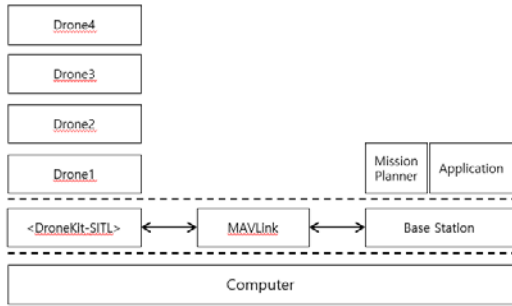 Drone4
Drone3
Drone2
Drone1
Mission
Planner
Application
<DroneKit-SITL>
MAVLink
Base Station
Computer